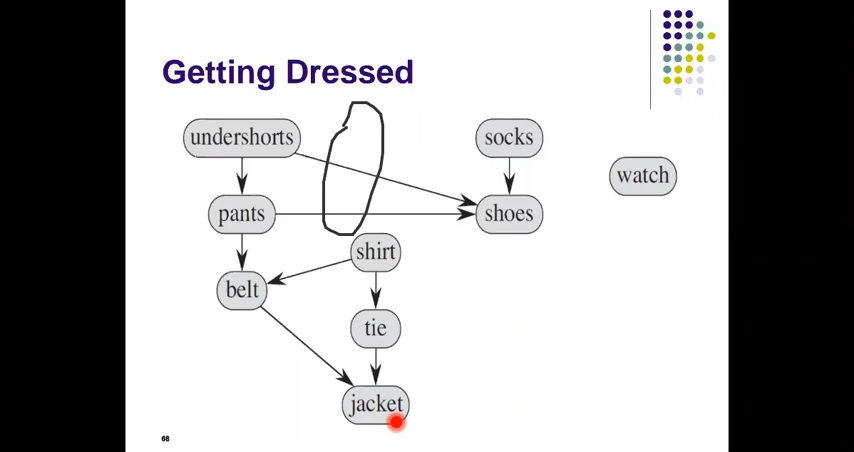 Getting Dressed
undershorts
socks
watch
pants
shoes
shirt
belt
tie
jacket
68